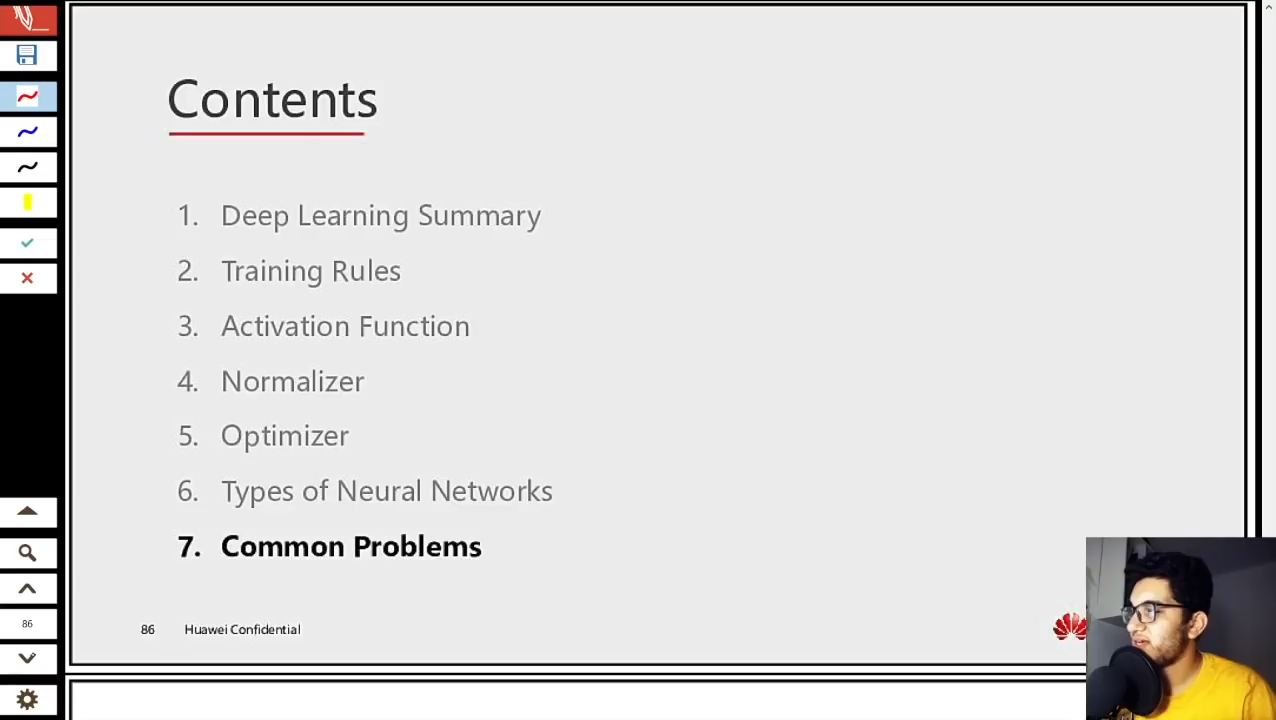 Contents
1. Deep Learning Summary
2. Training Rules
3. Activation Function
4. Normalizer
5. Optimizer
6. Types of Neural Networks
7. Common Problems
86 Huawei Confidential
86